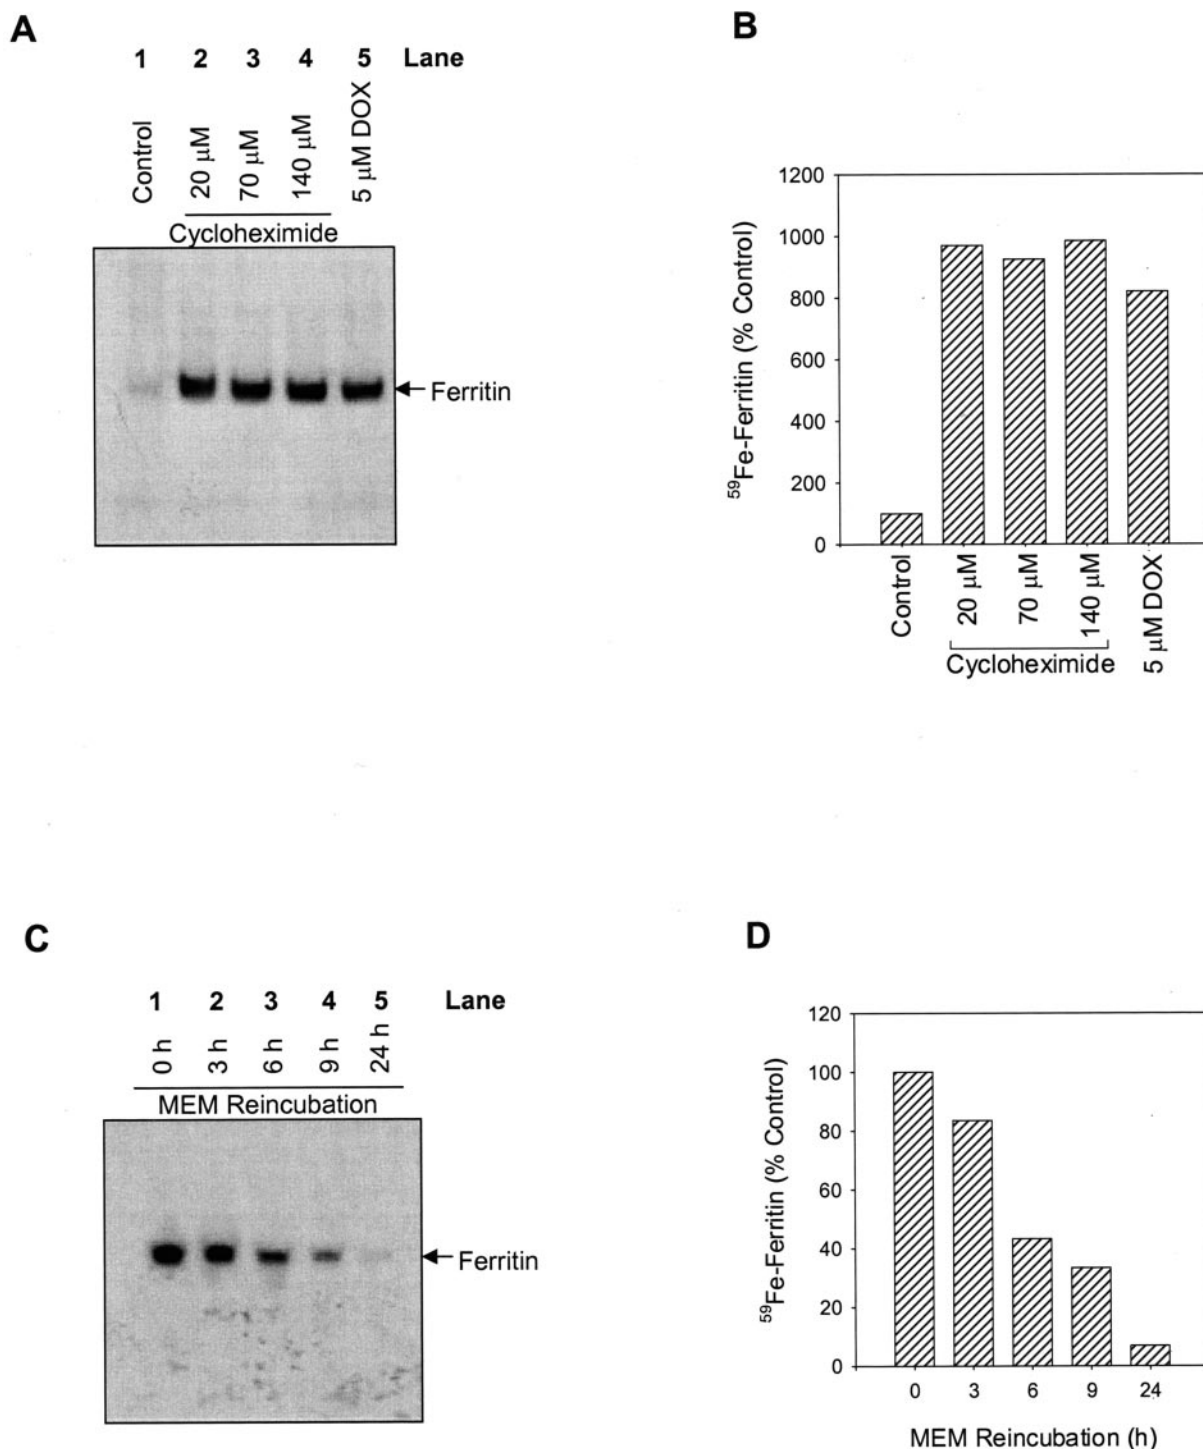 A
1 2 3 4 5 Lane
Control
20 μM
70 μM
140 μM
5 μM DOX
Cycloheximide
Ferritin
B
⁵⁹Fe-Ferritin (% Control)
1200
1000
800
600
400
200
0
Control
20 μM
70 μM
140 μM
5 μM DOX
Cycloheximide
C
1 2 3 4 5 Lane
0 h
3 h
6 h
9 h
24 h
MEM Reincubation
Ferritin
D
⁵⁹Fe-Ferritin (% Control)
120
100
80
60
40
20
0
0 3 6 9 24
MEM Reincubation (h)